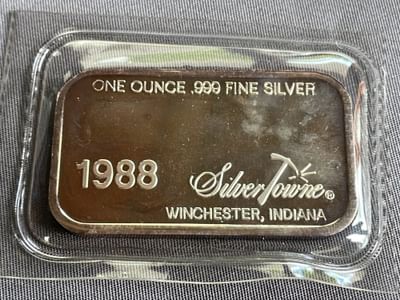 ONE OUNCE .999 FINE SILVER
1988
SilverTowne®
WINCHESTER, INDIANA